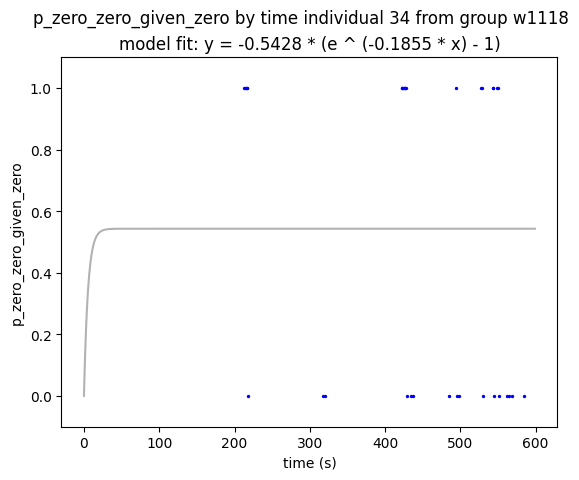 p_zero_zero_given_zero by time individual 34 from group w1118
model fit: y = -0.5428 * (e ^ (-0.1855 * x) - 1)
1.0
0.8
0.6
0.4
0.2
0.0
p_zero_zero_given_zero
0 100 200 300 400 500 600
time (s)